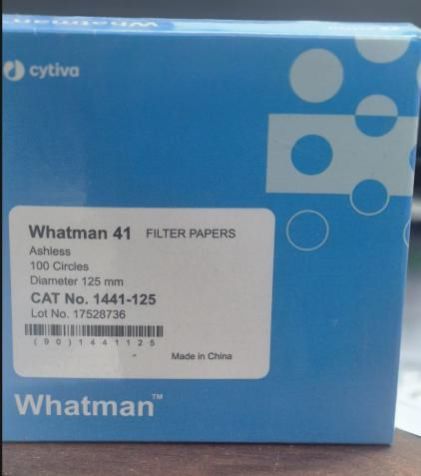 Whatman
cytiva
Whatman 41 FILTER PAPERS
Ashless
100 Circles
Diameter 125 mm
CAT No. 1441-125
Lot No. 17528736
(90)1441125
Made in China
Whatman™